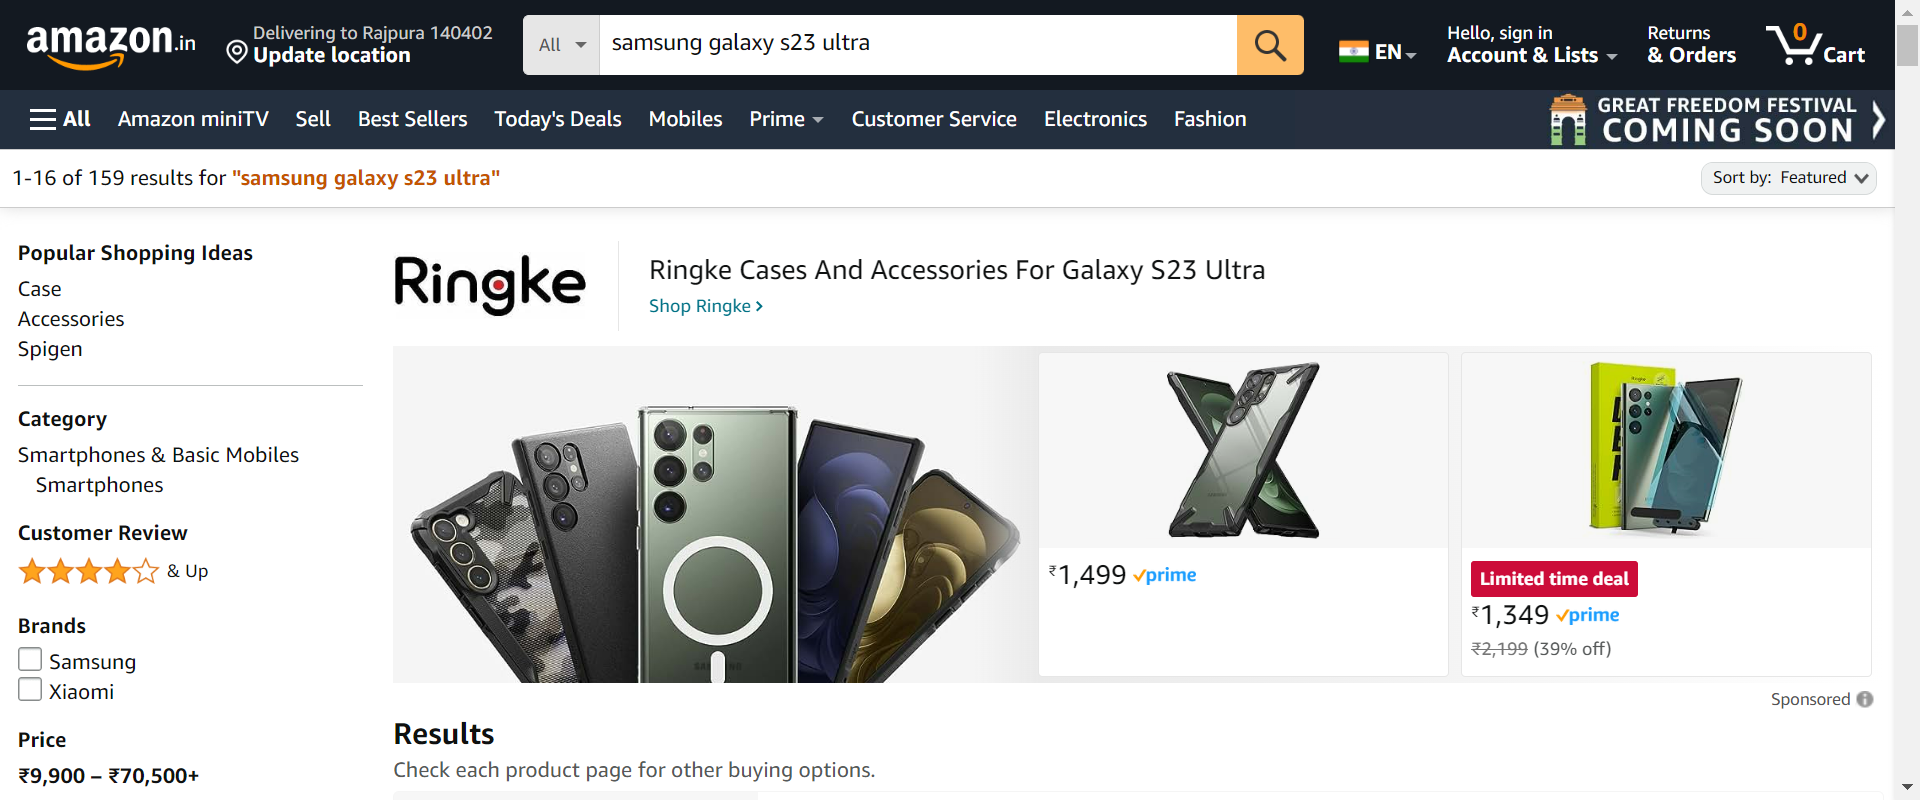 amazon.in
Delivering to Rajpura 140402
Update location
All
samsung galaxy s23 ultra
EN
Hello, sign in
Account & Lists
Returns
& Orders
0
Cart
All
Amazon miniTV
Sell
Best Sellers
Today's Deals
Mobiles
Prime
Customer Service
Electronics
Fashion
GREAT FREEDOM FESTIVAL
COMING SOON
1-16 of 159 results for "samsung galaxy s23 ultra"
Sort by: Featured
Popular Shopping Ideas
Case
Accessories
Spigen
Category
Smartphones & Basic Mobiles
Smartphones
Customer Review
& Up
Brands
Samsung
Xiaomi
Price
₹9,900 – ₹70,500+
Ringke
Ringke Cases And Accessories For Galaxy S23 Ultra
Shop Ringke
₹1,499 prime
Ringke
Limited time deal
₹1,349 prime
₹2,199 (39% off)
Sponsored
Results
Check each product page for other buying options.